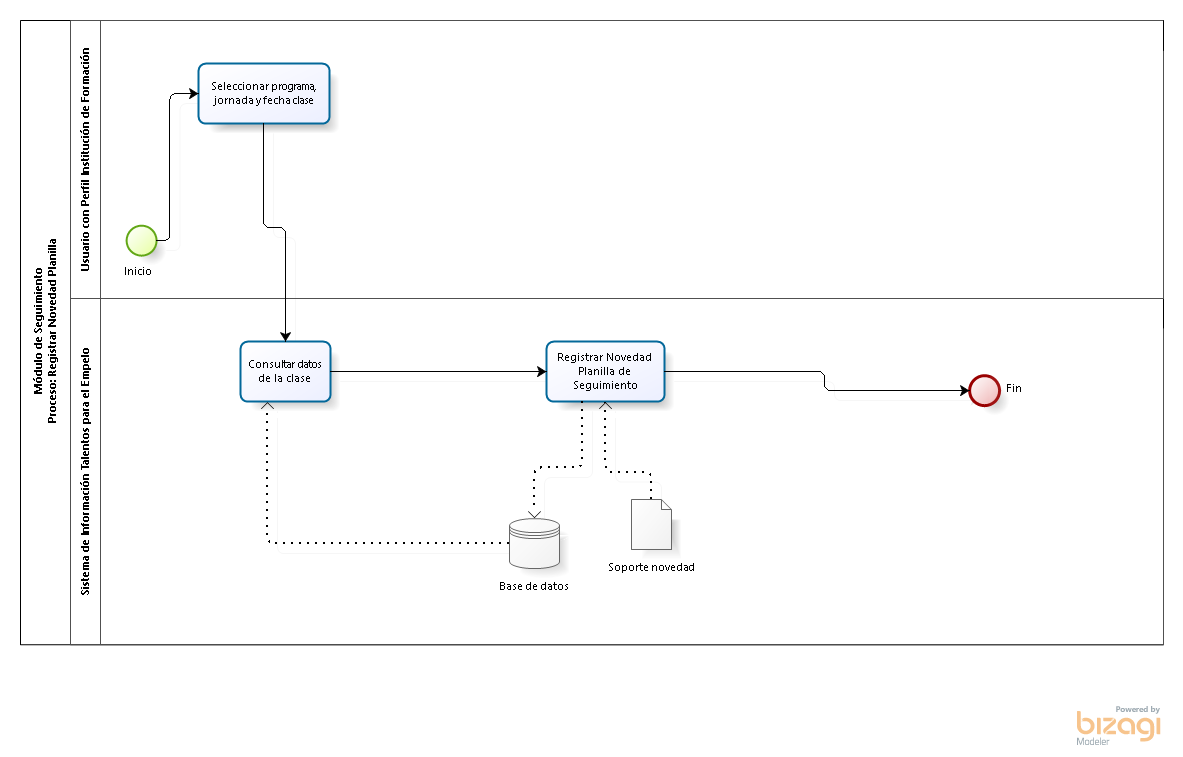 Módulo de Seguimiento
Proceso: Registrar Novedad Planilla
Usuario con Perfil Institución de Formación
Seleccionar programa,
jornada y fecha clase
Inicio
Sistema de Información Talentos para el Empelo
Consultar datos
de la clase
Registrar Novedad
Planilla de
Seguimiento
Fin
Base de datos
Soporte novedad
Powered by
bizagi
Modeler